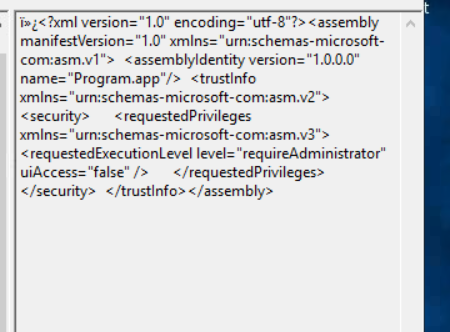 t
ï»¿<?xml version="1.0" encoding="utf-8"?><assembly
manifestVersion="1.0" xmlns="urn:schemas-microsoft-
com:asm.v1">  <assemblyIdentity version="1.0.0.0"
name="Program.app"/>  <trustInfo
xmlns="urn:schemas-microsoft-com:asm.v2">
<security>      <requestedPrivileges
xmlns="urn:schemas-microsoft-com:asm.v3">
<requestedExecutionLevel level="requireAdministrator"
uiAccess="false" />      </requestedPrivileges>
</security>  </trustInfo></assembly>